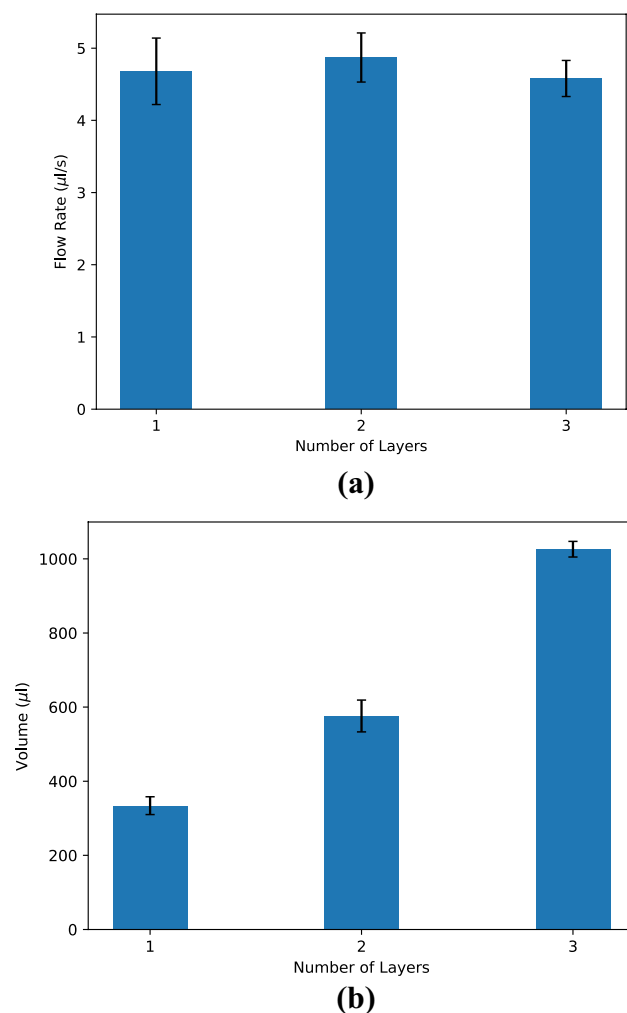 5
4
3
2
1
0
Flow Rate (μl/s)
1 2 3
Number of Layers
(a)
1000
800
600
400
200
0
Volume (μl)
1 2 3
Number of Layers
(b)